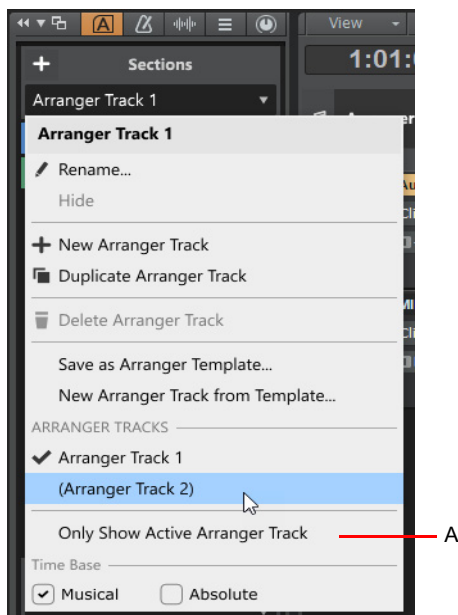 View
1:01:
Sections
Arranger Track 1
Arranger Track 1
Rename...
Hide
New Arranger Track
Duplicate Arranger Track
Delete Arranger Track
Save as Arranger Template...
New Arranger Track from Template...
ARRANGER TRACKS
Arranger Track 1
(Arranger Track 2)
Only Show Active Arranger Track
A
Time Base
Musical
Absolute